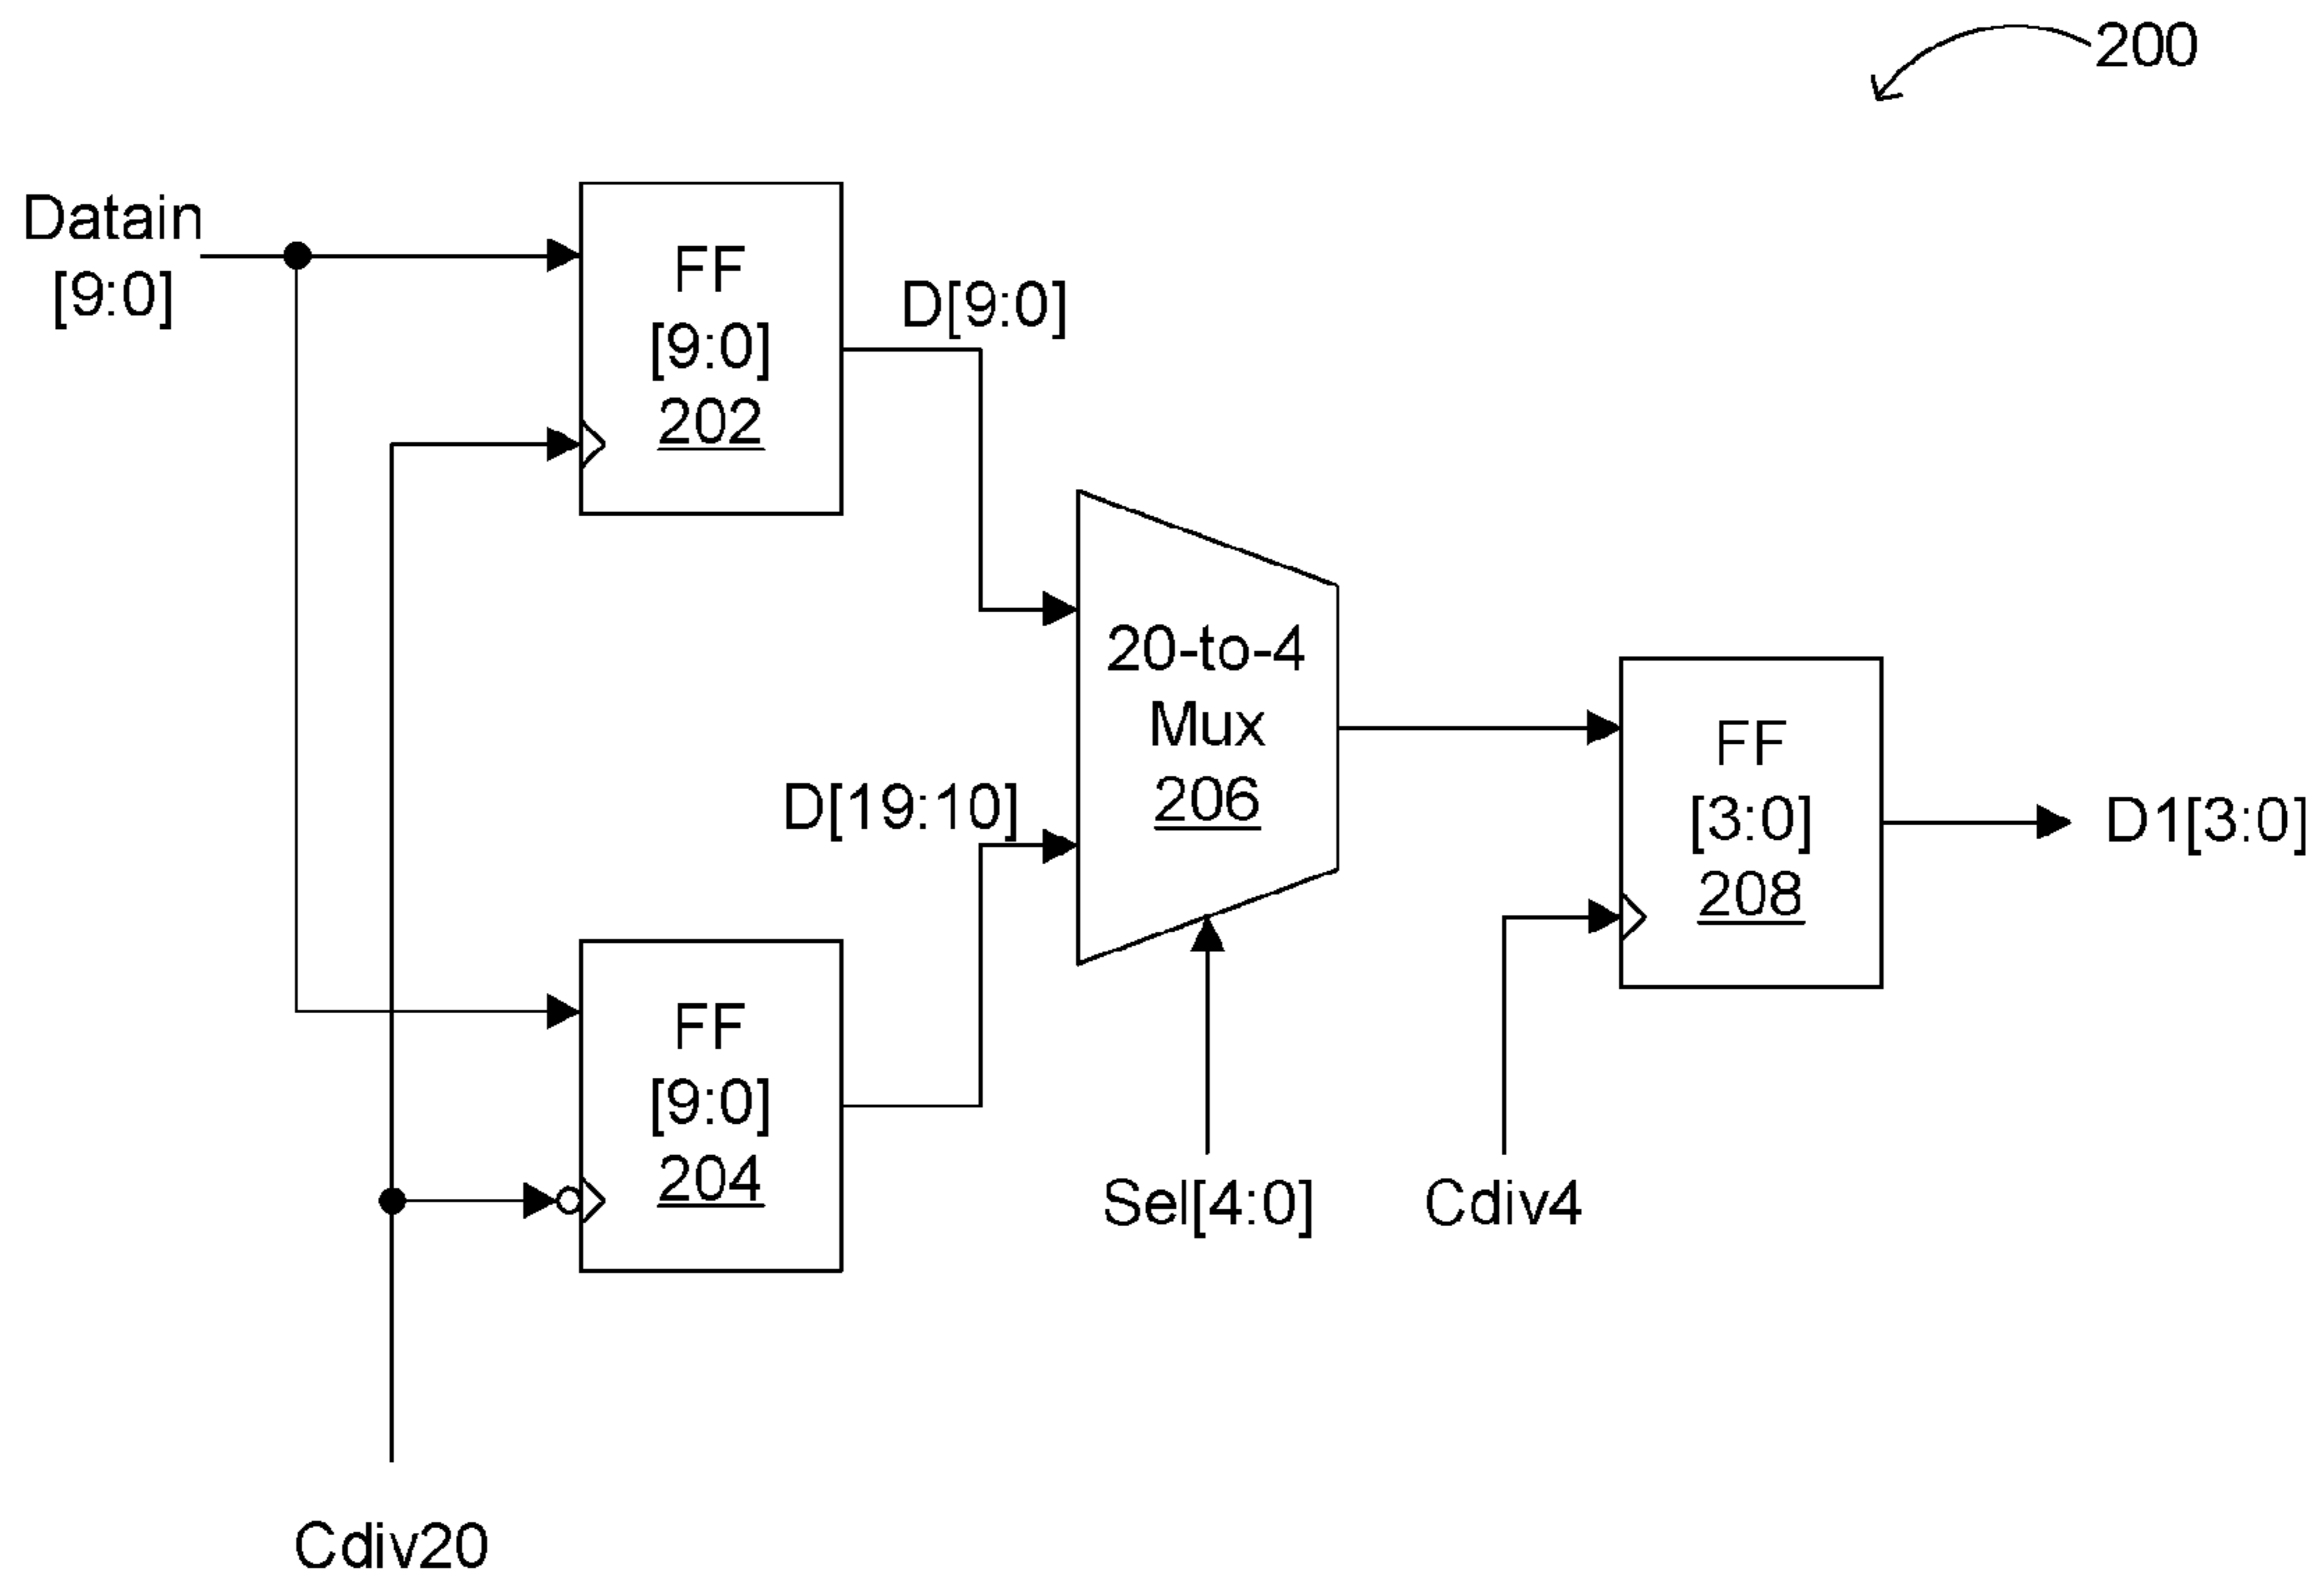 200
Datain
[9:0]
FF
[9:0]
202
D[9:0]
20-to-4
Mux
206
D[19:10]
FF
[3:0]
208
D1[3:0]
FF
[9:0]
204
Sel[4:0]
Cdiv4
Cdiv20